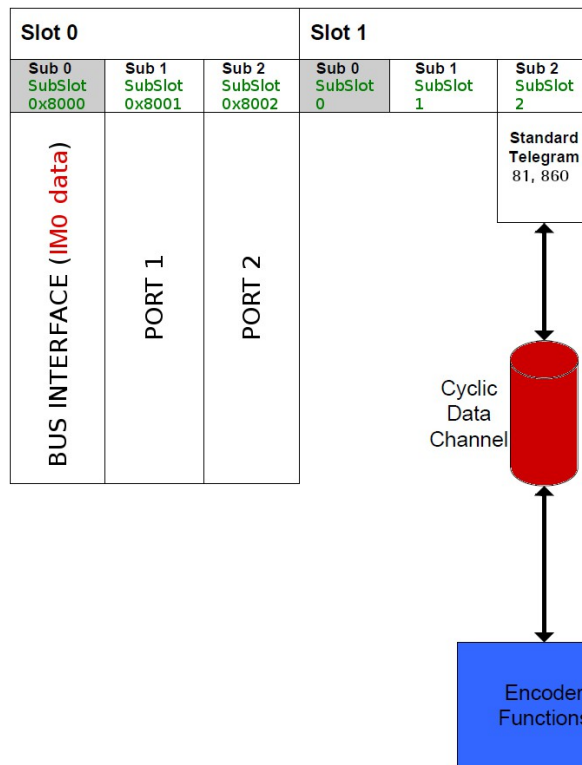 Slot 0
Slot 1
Sub 0
SubSlot
0x8000
Sub 1
SubSlot
0x8001
Sub 2
SubSlot
0x8002
Sub 0
SubSlot
0
Sub 1
SubSlot
1
Sub 2
SubSlot
2
BUS INTERFACE (IM0 data)
PORT 1
PORT 2
Standard
Telegram
81, 860
Cyclic
Data
Channel
Encoder
Functions